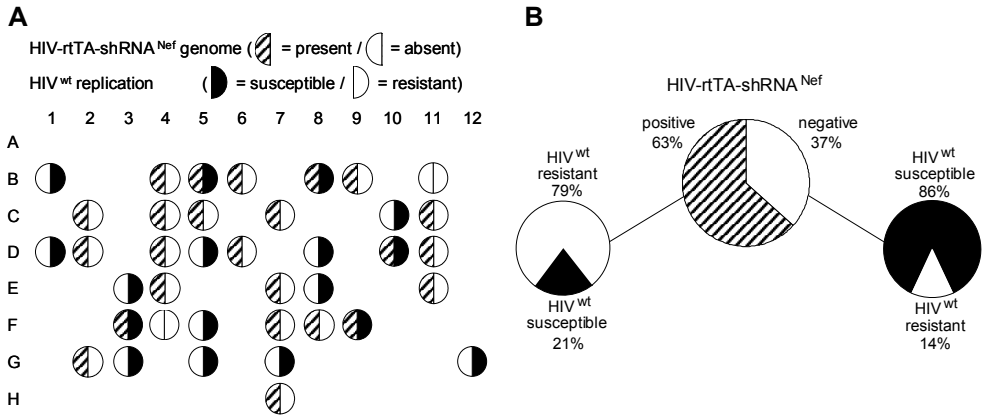 A
HIV-rtTA-shRNA Nef genome ( = present / = absent)
HIV wt replication ( = susceptible / = resistant)
1 2 3 4 5 6 7 8 9 10 11 12
A
B
C
D
E
F
G
H
B
HIV-rtTA-shRNA Nef
positive
63%
negative
37%
HIV wt
resistant
79%
HIV wt
susceptible
21%
HIV wt
susceptible
86%
HIV wt
resistant
14%